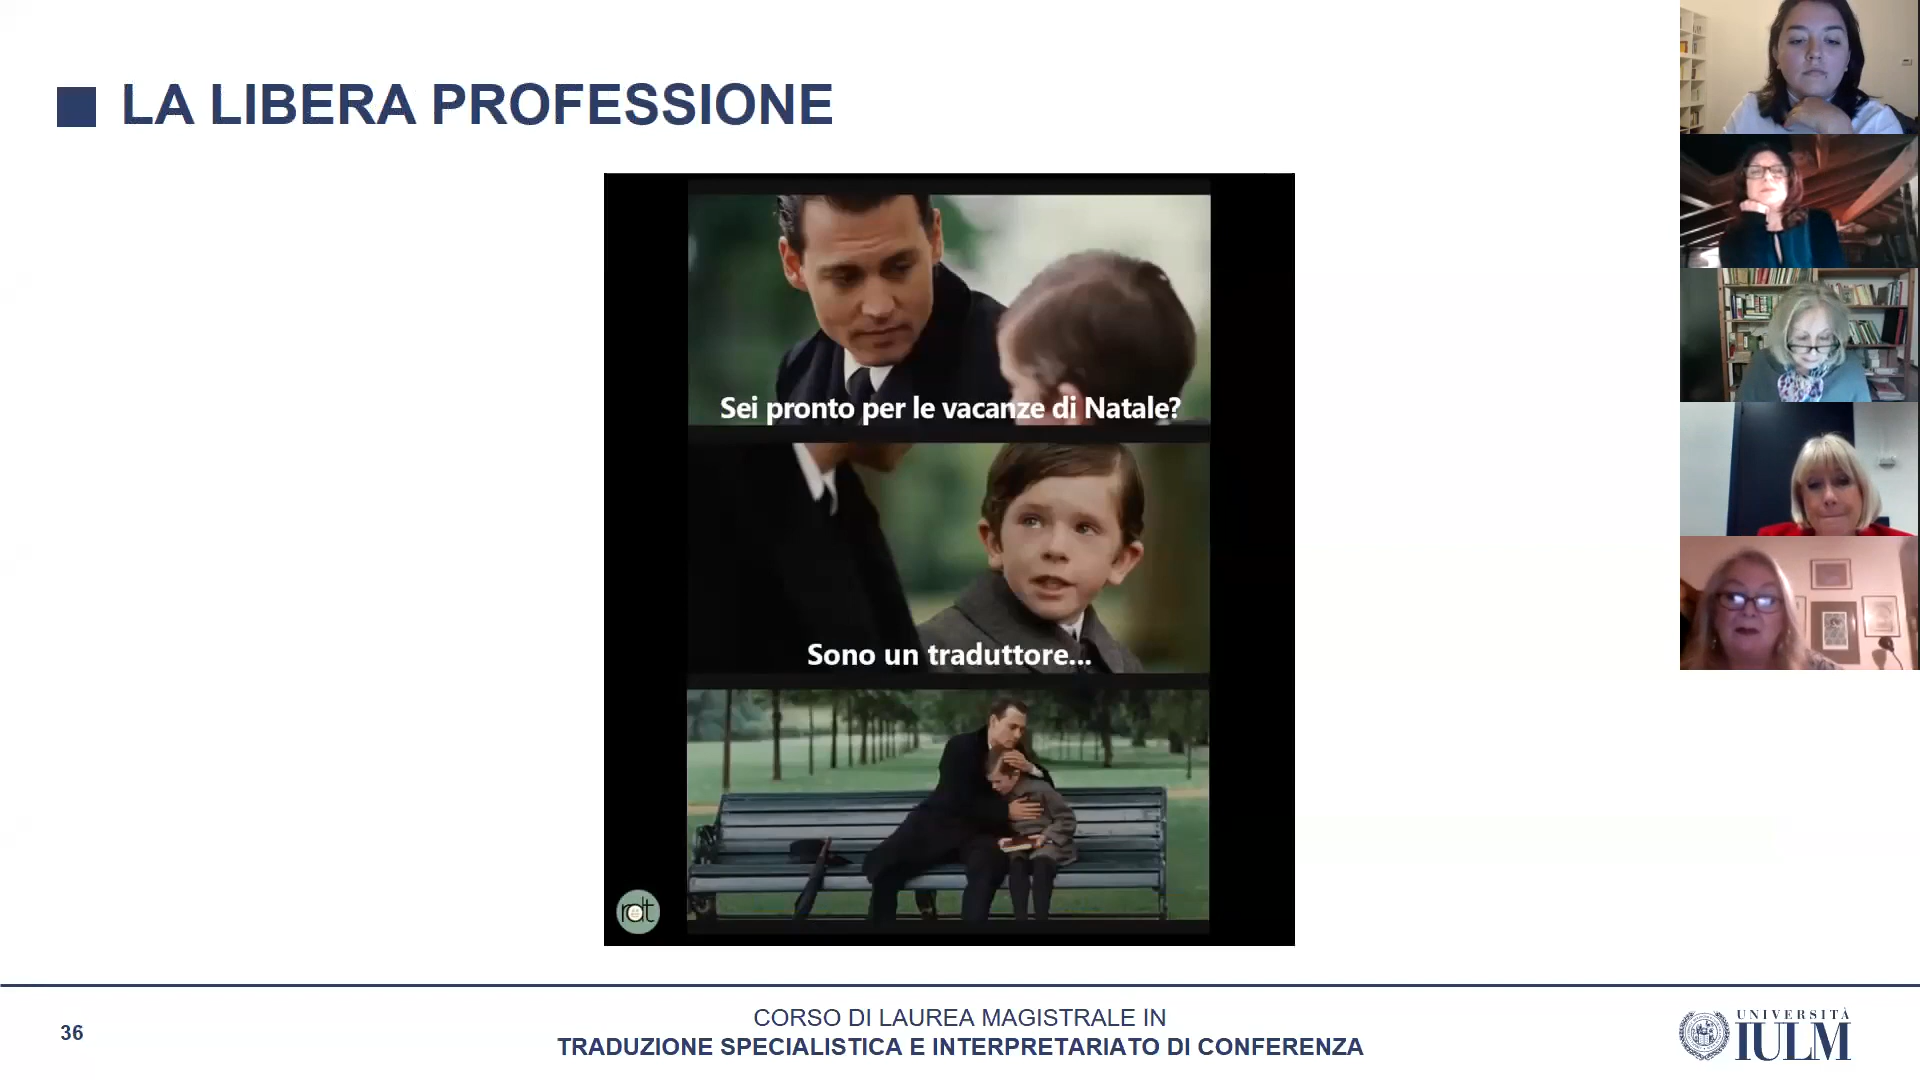 LA LIBERA PROFESSIONE
Sei pronto per le vacanze di Natale?
Sono un traduttore...
rdt
36
CORSO DI LAUREA MAGISTRALE IN
TRADUZIONE SPECIALISTICA E INTERPRETARIATO DI CONFERENZA
UNIVERSITÀ
IULM